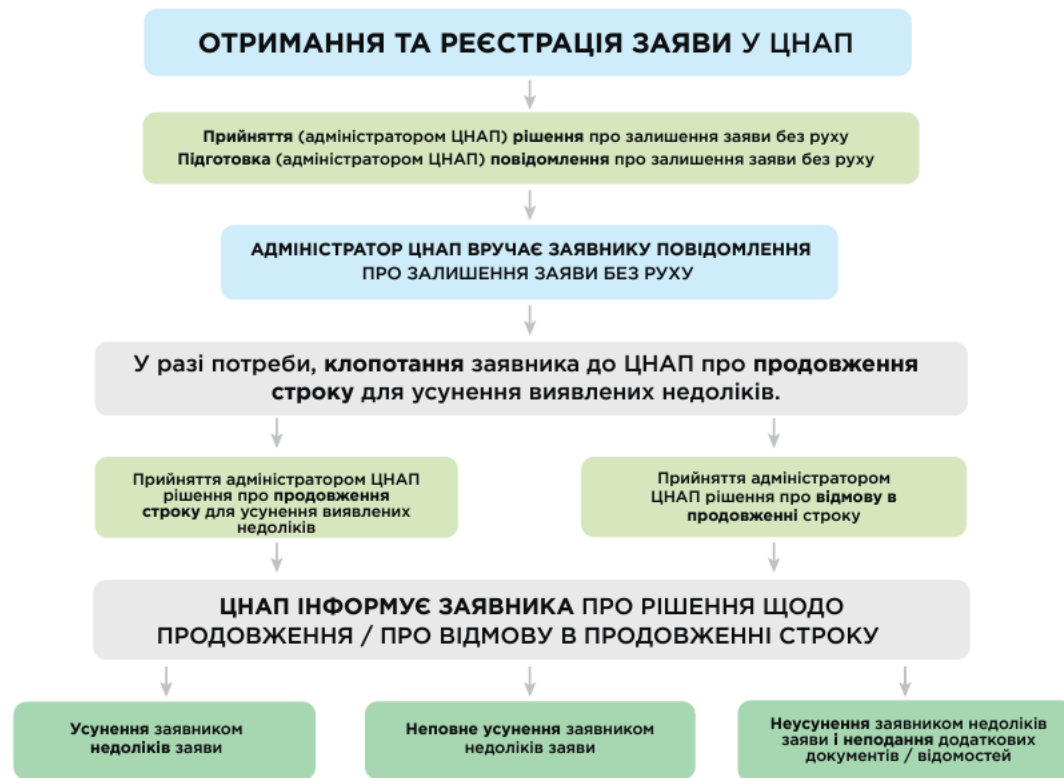 ОТРИМАННЯ ТА РЕЄСТРАЦІЯ ЗАЯВИ У ЦНАП
Прийняття (адміністратором ЦНАП) рішення про залишення заяви без руху
Підготовка (адміністратором ЦНАП) повідомлення про залишення заяви без руху
АДМІНІСТРАТОР ЦНАП ВРУЧАЄ ЗАЯВНИКУ ПОВІДОМЛЕННЯ
ПРО ЗАЛИШЕННЯ ЗАЯВИ БЕЗ РУХУ
У разі потреби, клопотання заявника до ЦНАП про продовження
строку для усунення виявлених недоліків.
Прийняття адміністратором ЦНАП
рішення про продовження
строку для усунення виявлених
недоліків
Прийняття адміністратором
ЦНАП рішення про відмову в
продовженні строку
ЦНАП ІНФОРМУЄ ЗАЯВНИКА ПРО РІШЕННЯ ЩОДО
ПРОДОВЖЕННЯ / ПРО ВІДМОВУ В ПРОДОВЖЕННІ СТРОКУ
Усунення заявником
недоліків заяви
Неповне усунення заявником
недоліків заяви
Неусунення заявником недоліків
заяви і неподання додаткових
документів / відомостей